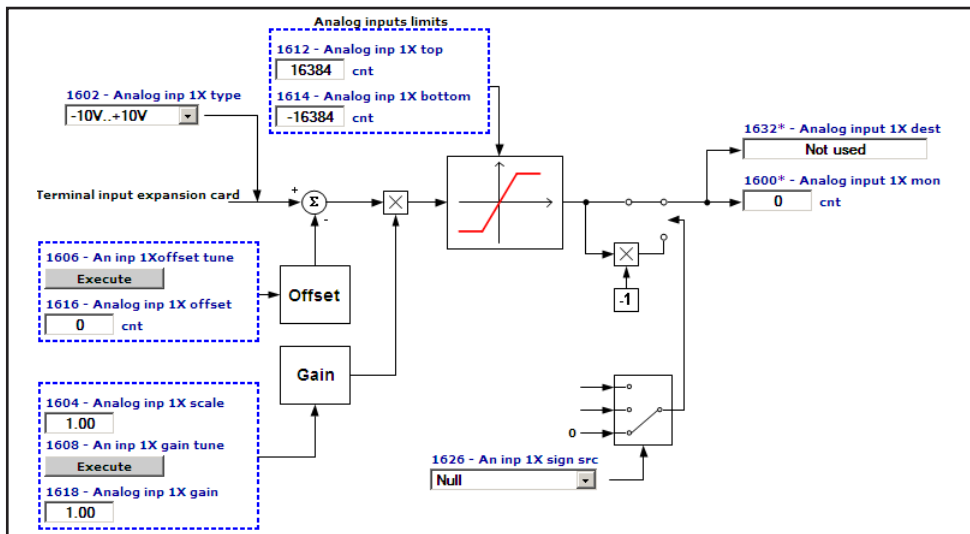 Analog inputs limits
1612 - Analog inp 1X top
16384 cnt
1614 - Analog inp 1X bottom
-16384 cnt
1602 - Analog inp 1X type
-10V..+10V
1632* - Analog input 1X dest
Not used
1600* - Analog input 1X mon
0 cnt
Terminal input expansion card
+
Σ
-
×
1606 - An inp 1Xoffset tune
Execute
1616 - Analog inp 1X offset
0 cnt
Offset
×
-1
Gain
1604 - Analog inp 1X scale
1.00
1608 - An inp 1X gain tune
Execute
1618 - Analog inp 1X gain
1.00
0
1626 - An inp 1X sign src
Null